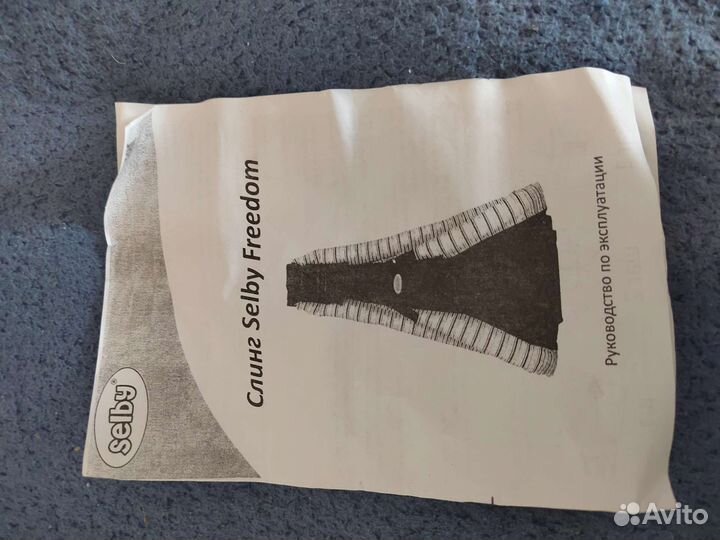 selby®
Слинг Selby Freedom
Руководство по эксплуатации
Avito